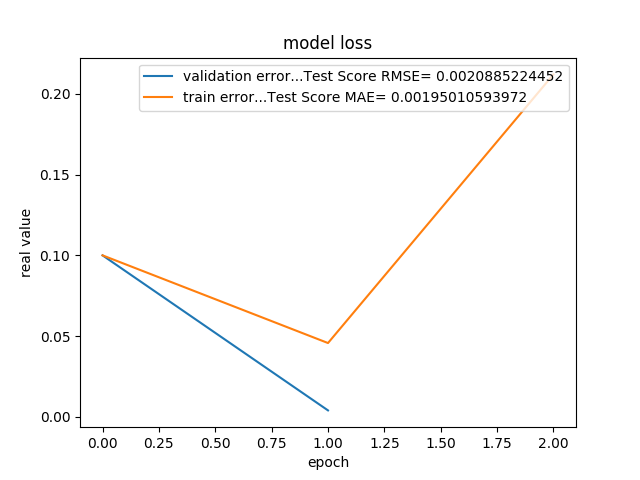 model loss
validation error...Test Score RMSE= 0.0020885224452
train error...Test Score MAE= 0.00195010593972
0.20
0.15
0.10
0.05
0.00
real value
0.00 0.25 0.50 0.75 1.00 1.25 1.50 1.75 2.00
epoch